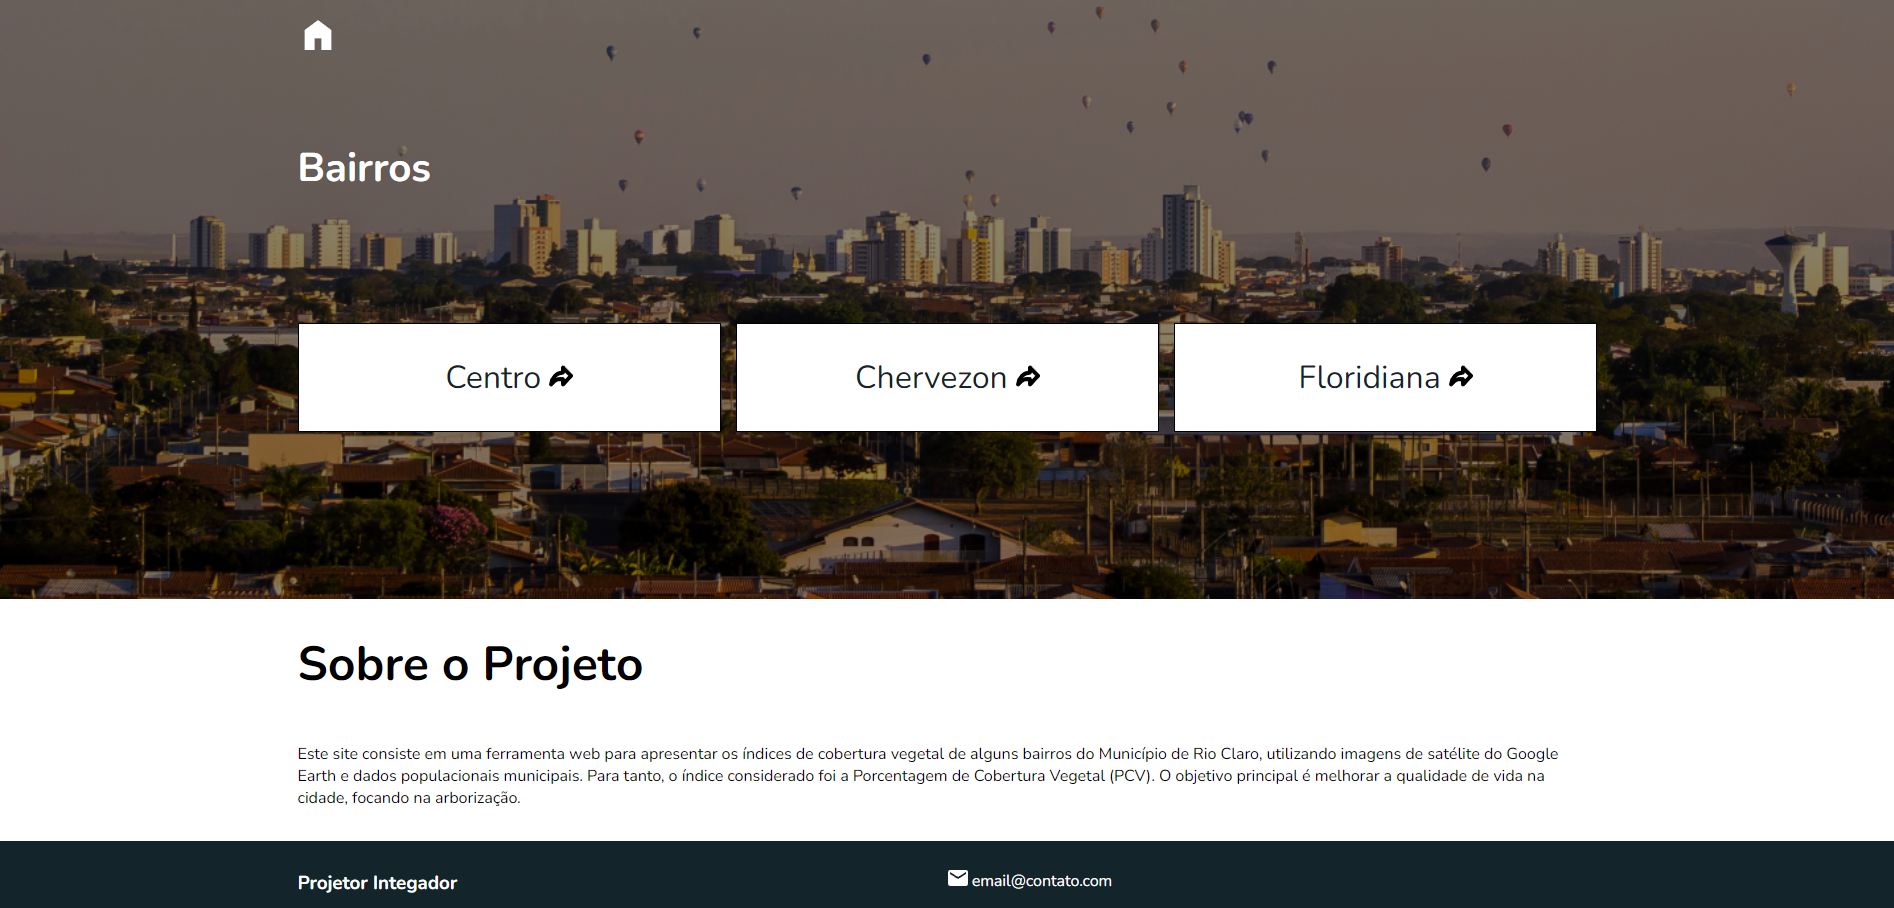 Bairros
Centro
Chervezon
Floridiana
Sobre o Projeto
Este site consiste em uma ferramenta web para apresentar os índices de cobertura vegetal de alguns bairros do Município de Rio Claro, utilizando imagens de satélite do Google
Earth e dados populacionais municipais. Para tanto, o índice considerado foi a Porcentagem de Cobertura Vegetal (PCV). O objetivo principal é melhorar a qualidade de vida na
cidade, focando na arborização.
Projetor Integador
email@contato.com